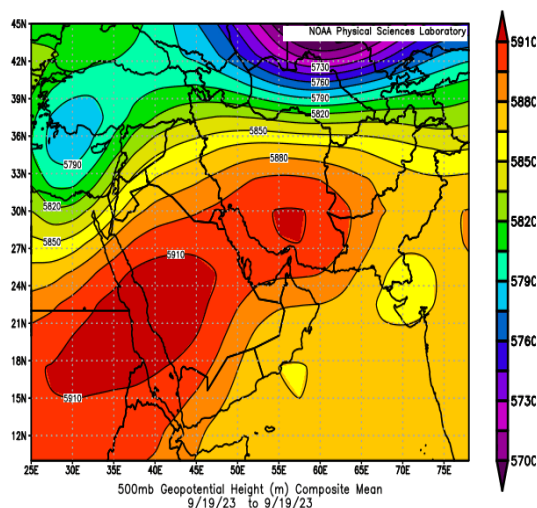 NOAA Physical Sciences Laboratory
45N
42N
39N
36N
33N
30N
27N
24N
21N
18N
15N
12N
5730
5760
5790
5820
5850
5880
5790
5820
5850
5910
5910
25E 30E 35E 40E 45E 50E 55E 60E 65E 70E 75E
5910
5880
5850
5820
5790
5760
5730
5700
500mb Geopotential Height (m) Composite Mean
9/19/23 to 9/19/23